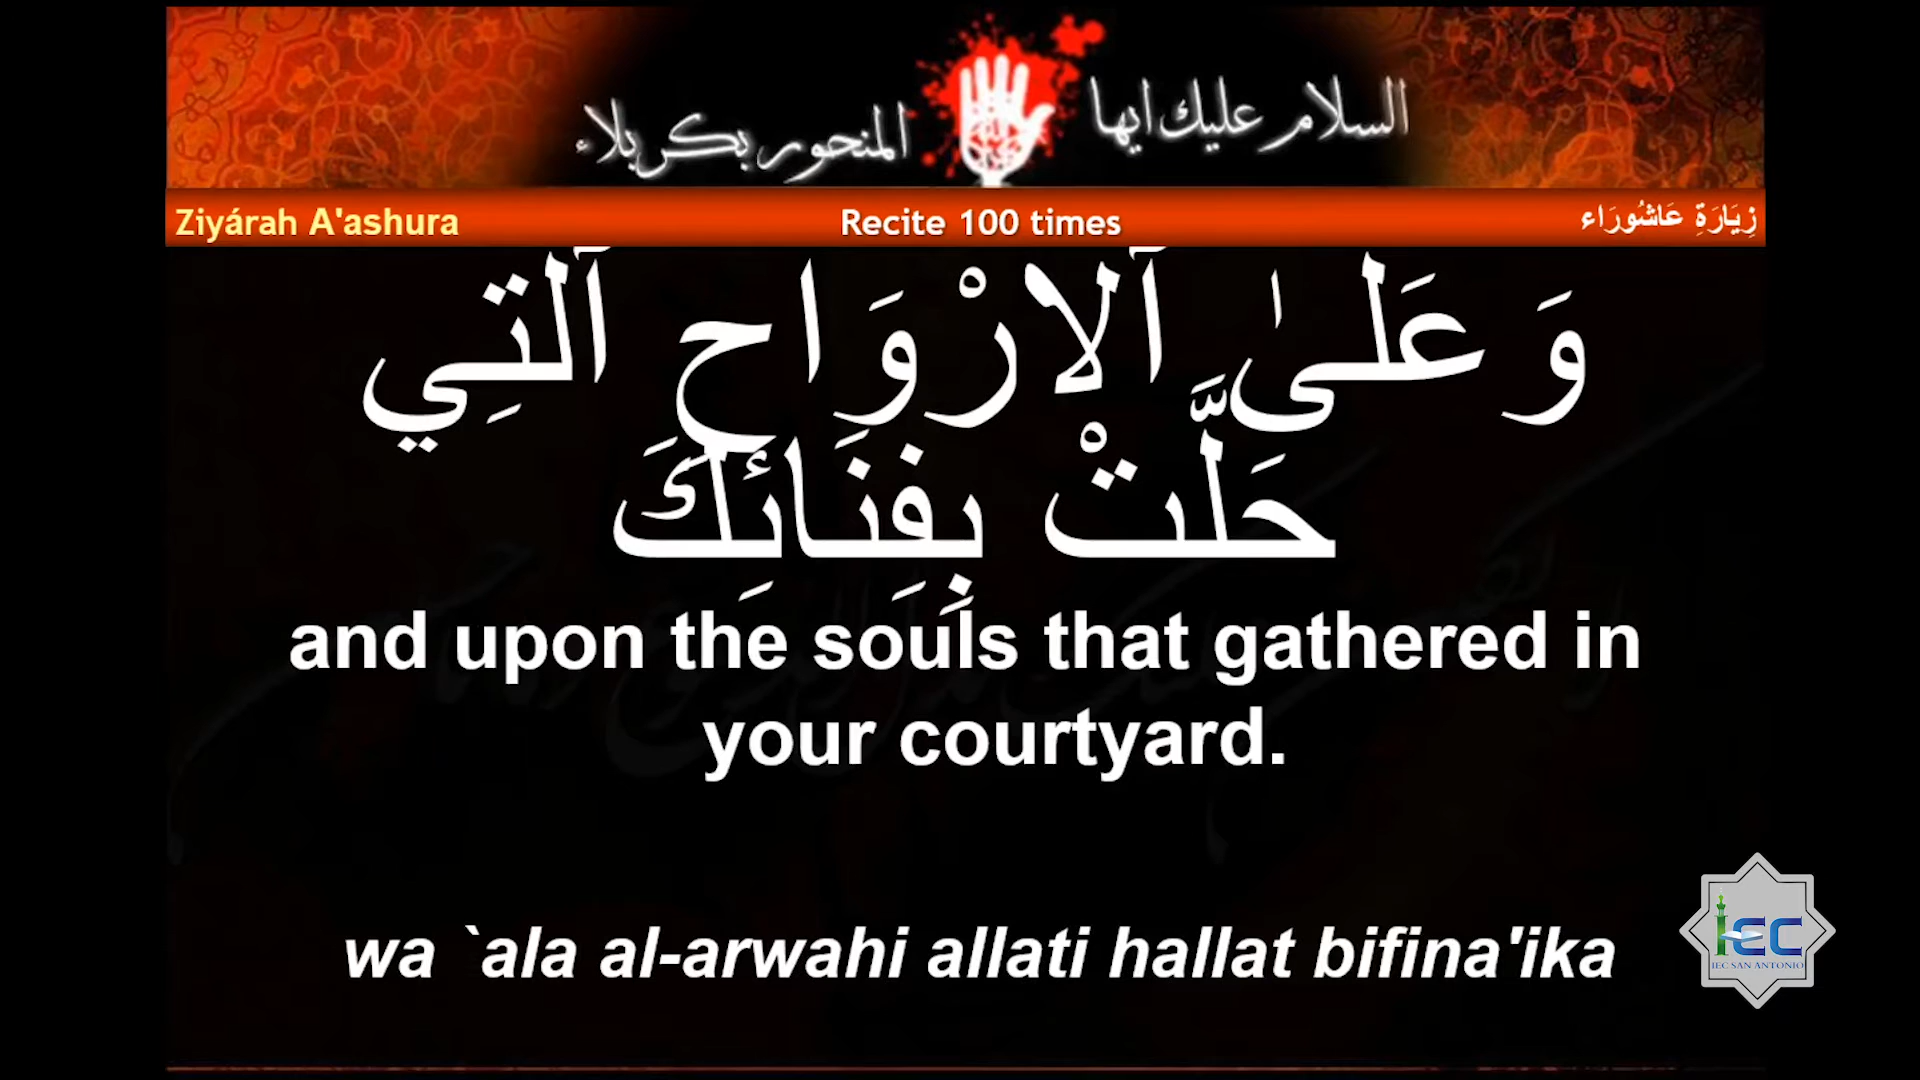 السلام عليك ايها
المنحور بكربلاء
Ziyárah A'ashura
Recite 100 times
زِيَارَةِ عَاشُورَاء
وَعَلَىٰ ٱلارْوَاحِ ٱلَّتِي
حَلَّتْ بِفِنَائِكَ
and upon the souls that gathered in
your courtyard.
wa `ala al-arwahi allati hallat bifina'ika
IEC
IEC SAN ANTONIO